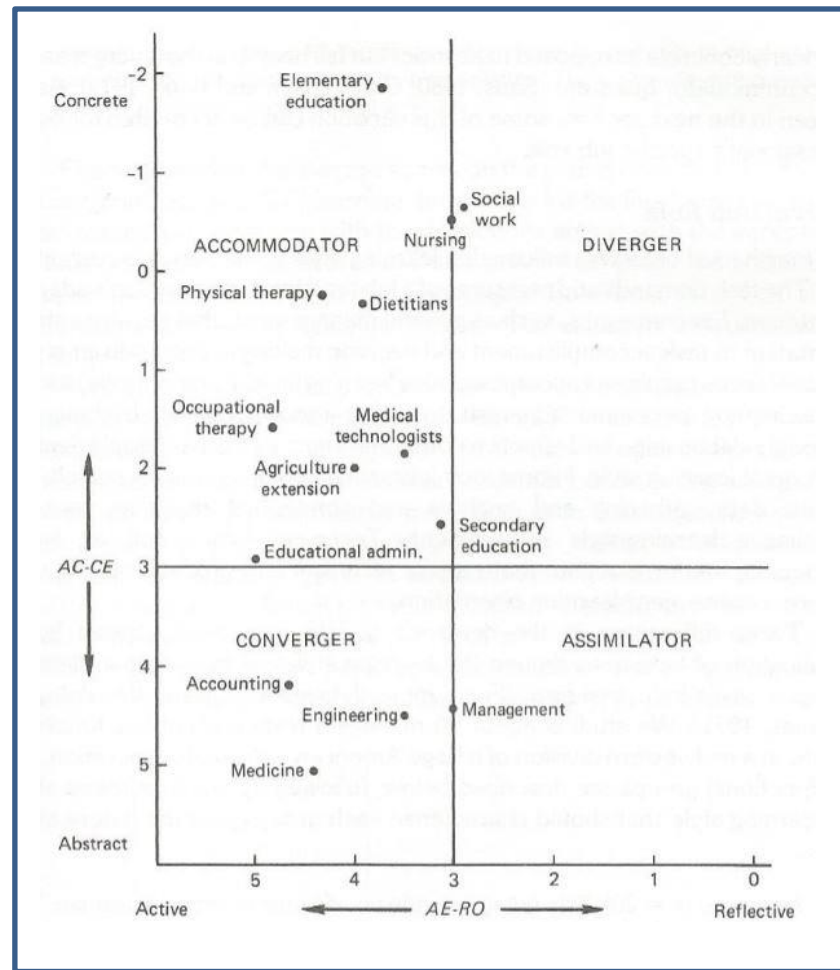 -2
Concrete
Elementary
education
-1
Social
work
Nursing
ACCOMMODATOR
DIVERGER
0
Physical therapy
Dietitians
1
Occupational
therapy
Medical
technologists
2
Agriculture
extension
Secondary
education
AC-CE
Educational admin.
3
CONVERGER
ASSIMILATOR
4
Accounting
Engineering
Management
5
Medicine
Abstract
5 4 3 2 1 0
Active
AE-RO
Reflective